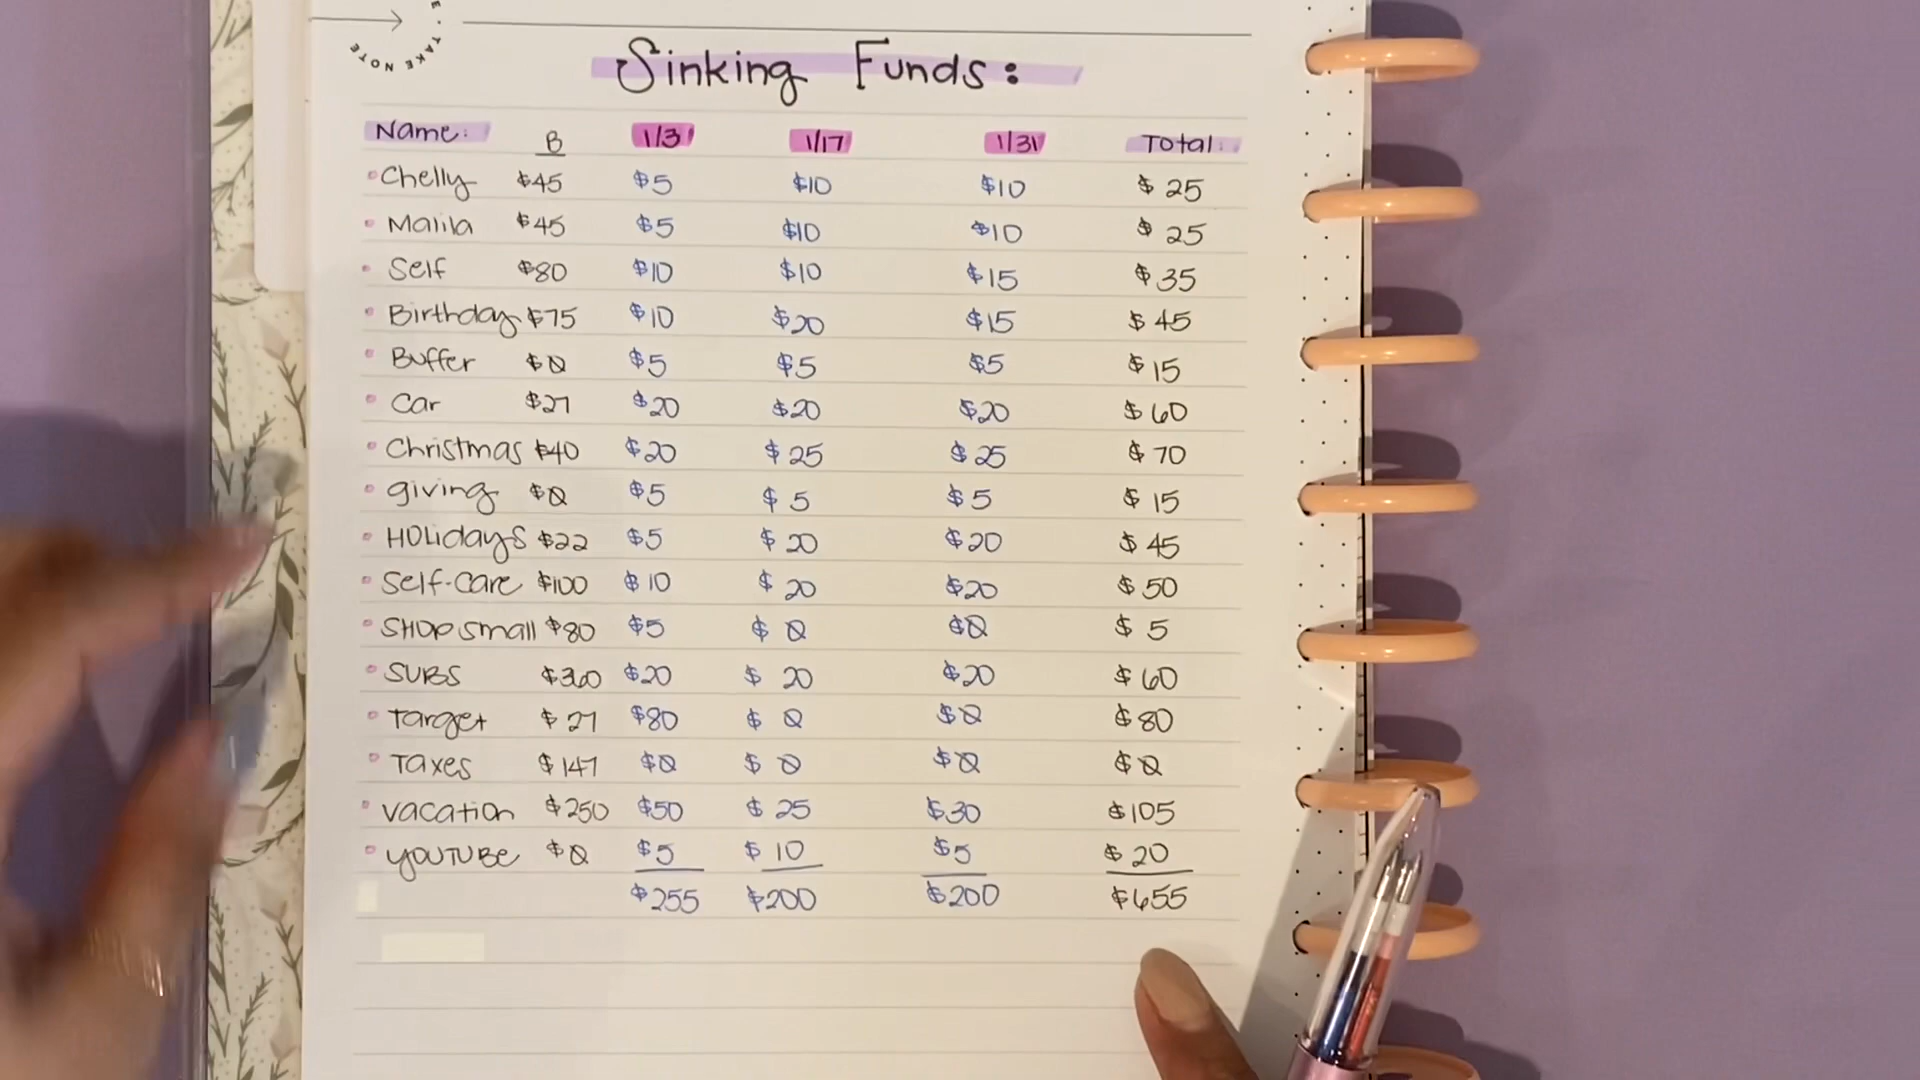 E · TAKE NOTE
Sinking Funds:
Name: B 1/3 1/17 1/31 Total:
Chelly $45 $5 $10 $10 $25
Malila $45 $5 $10 $10 $25
Self $80 $10 $10 $15 $35
Birthday $75 $10 $20 $15 $45
Buffer $0 $5 $5 $5 $15
Car $27 $20 $20 $20 $60
Christmas $40 $20 $25 $25 $70
giving $0 $5 $5 $5 $15
HOLidayS $22 $5 $20 $20 $45
Self-Care $100 $10 $20 $20 $50
SHOP small $80 $5 $0 $0 $5
SUBS $360 $20 $20 $20 $60
Target $27 $80 $0 $0 $80
Taxes $147 $0 $0 $0 $0
vacation $250 $50 $25 $30 $105
YOUTUBE $0 $5 $10 $5 $20
$255 $200 $200 $655